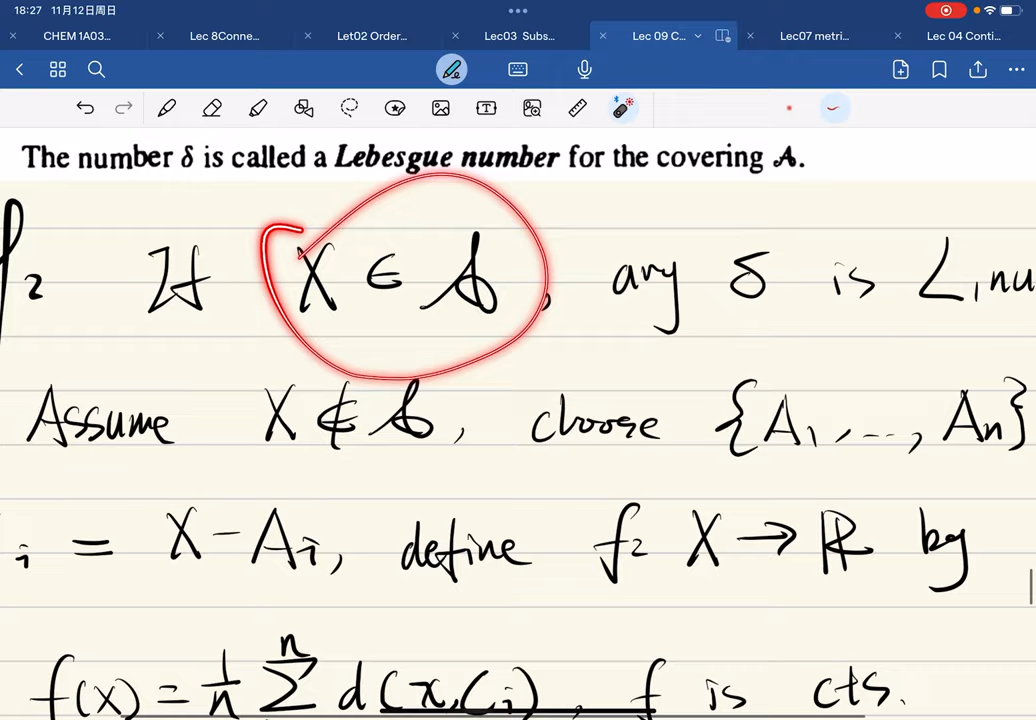 18:27 11月12日周日
CHEM 1A03... Lec 8Conne... Let02 Order... Lec03 Subs... Lec 09 C... Lec07 metri... Lec 04 Conti...
The number δ is called a Lebesgue number for the covering 𝒜.
If X ∈ 𝒜, any δ is L, nu
Assume X ∉ 𝒜, choose {A₁, ..., Aₙ}
i = X - Aᵢ, define f: X → ℝ by
f(x) = 1/n Σ n d(x, Cᵢ), f is cts.